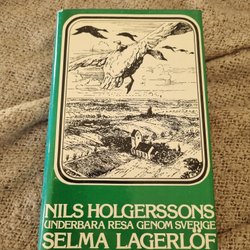 NILS HOLGERSSONS
UNDERBARA RESA GENOM SVERIGE
SELMA LAGERLÖF